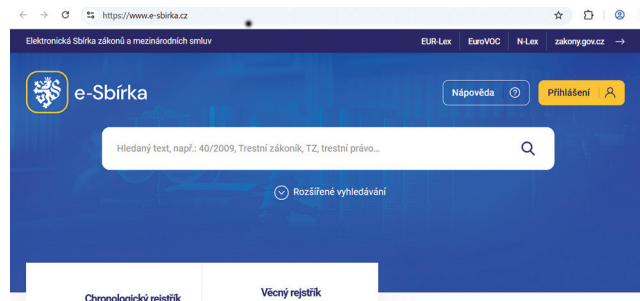 https://www.e-sbirka.cz
Elektronická Sbírka zákonů a mezinárodních smluv EUR-Lex EuroVOC N-Lex zakony.gov.cz →
e-Sbírka
Nápověda
Přihlášení
Hledaný text, např.: 40/2009, Trestní zákoník, TZ, trestní právo...
Rozšířené vyhledávání
Chronologický rejstřík
Věcný rejstřík